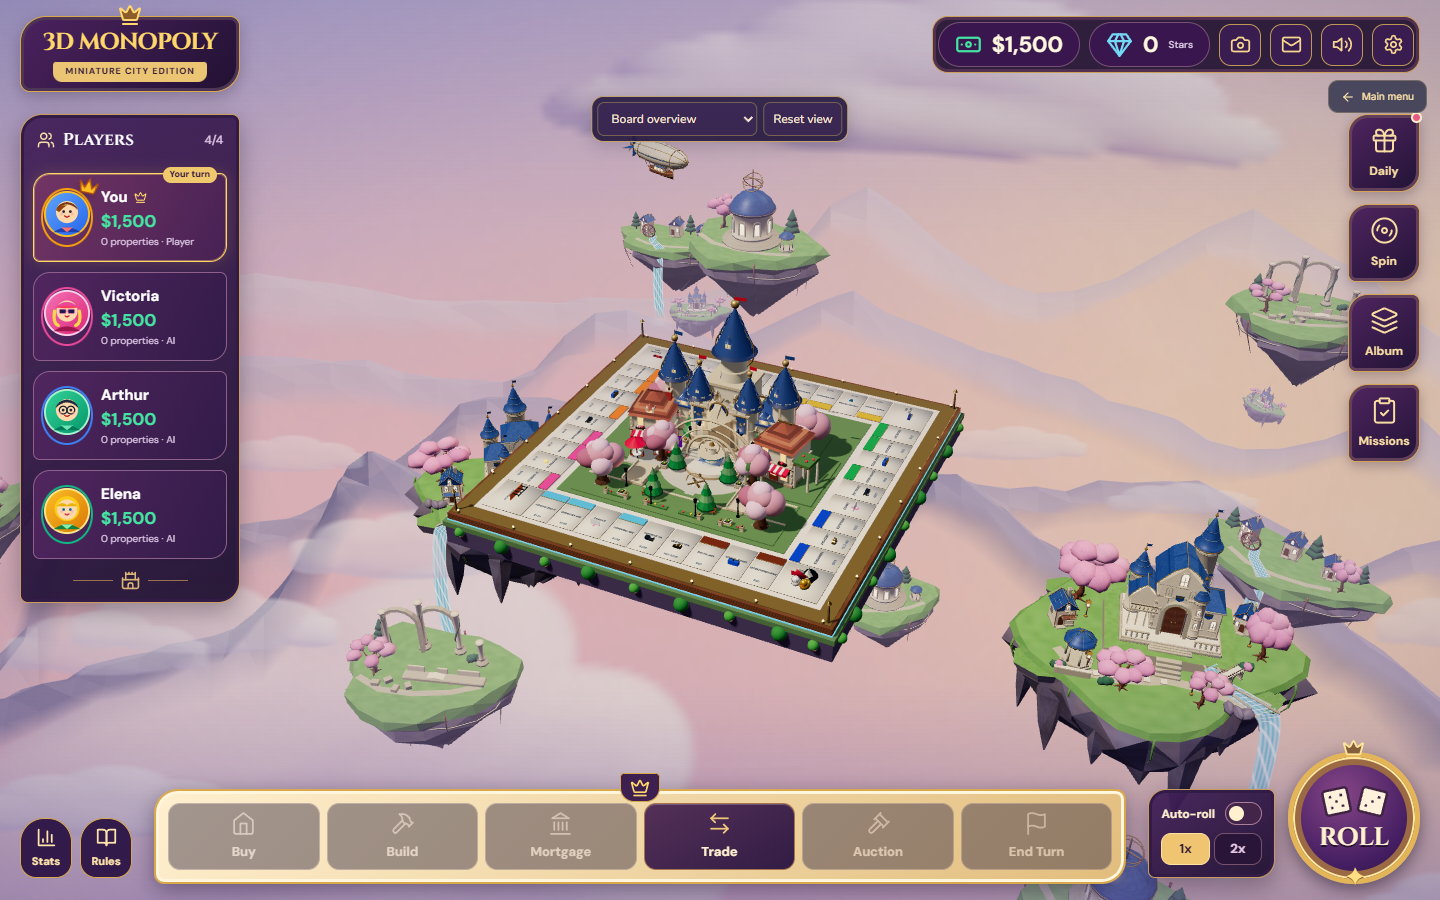 3D MONOPOLY
MINIATURE CITY EDITION
$1,500
0 Stars
Main menu
Board overview
Reset view
PLAYERS
4/4
Your turn
You
$1,500
0 properties · Player
Victoria
$1,500
0 properties · AI
Arthur
$1,500
0 properties · AI
Elena
$1,500
0 properties · AI
Daily
Spin
Album
Missions
Stats
Rules
Buy
Build
Mortgage
Trade
Auction
End Turn
Auto-roll
1x
2x
ROLL